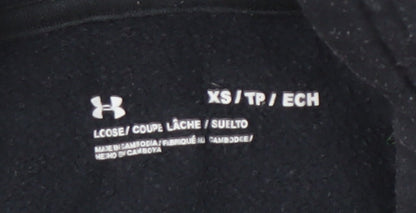 XS / TP / ECH
LOOSE / COUPE LÂCHE / SUELTO
MADE IN CAMBODIA / FABRIQUÉ AU CAMBODGE /
HECHO EN CAMBOYA